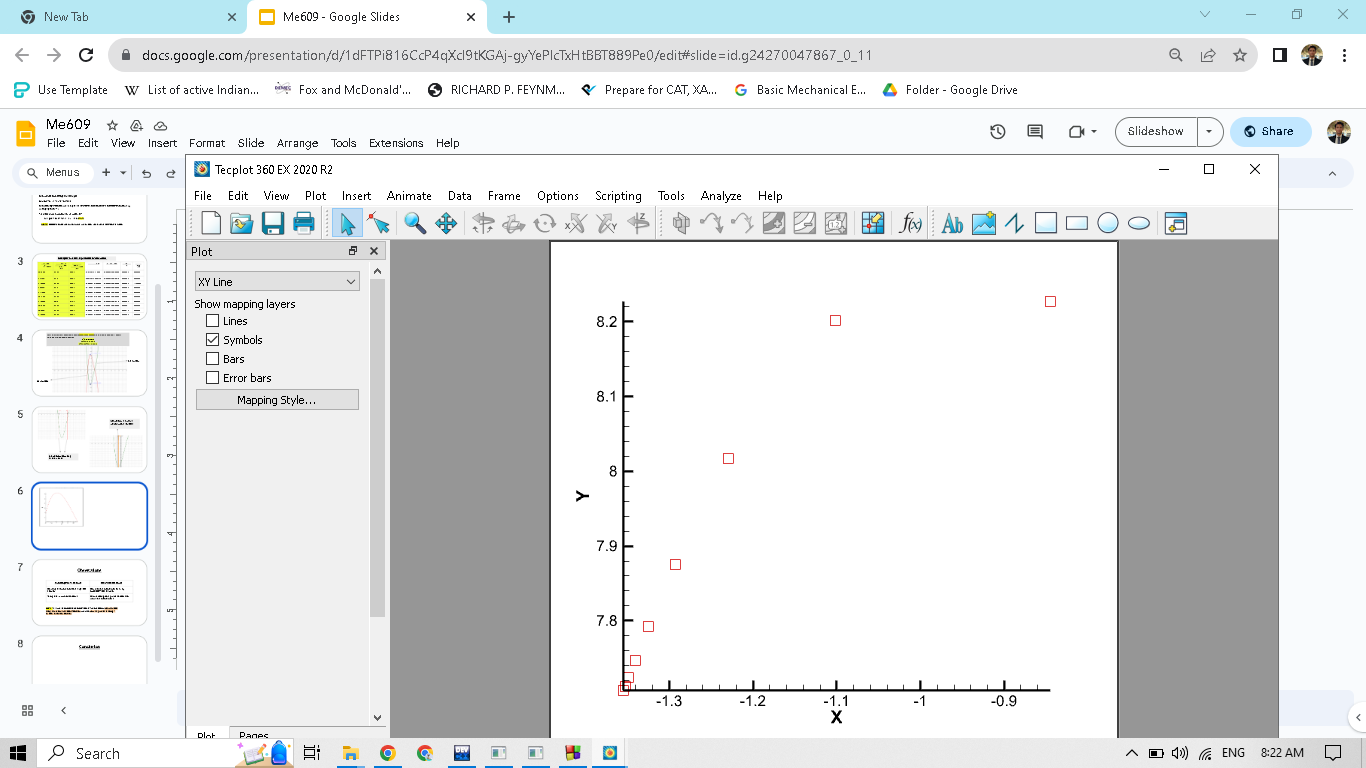 New Tab
Me609 - Google Slides
docs.google.com/presentation/d/1dFTPi816CcP4qXcI9tKGAj-gyYePlcTxHtBBT889Pe0/edit#slide=id.g24270047867_0_11
Use Template
List of active Indian...
Fox and McDonald'...
RICHARD P. FEYNM...
Prepare for CAT, XA...
Basic Mechanical E...
Folder - Google Drive
Me609
File Edit View Insert Format Slide Arrange Tools Extensions Help
Slideshow
Share
Menus
Tecplot 360 EX 2020 R2
File Edit View Plot Insert Animate Data Frame Options Scripting Tools Analyze Help
Plot
XY Line
Show mapping layers
Lines
Symbols
Bars
Error bars
Mapping Style...
Plot Pages
3
4
5
6
7
8
Y
8.2
8.1
8
7.9
7.8
-1.3 -1.2 -1.1 -1 -0.9
X
Search
ENG
8:22 AM